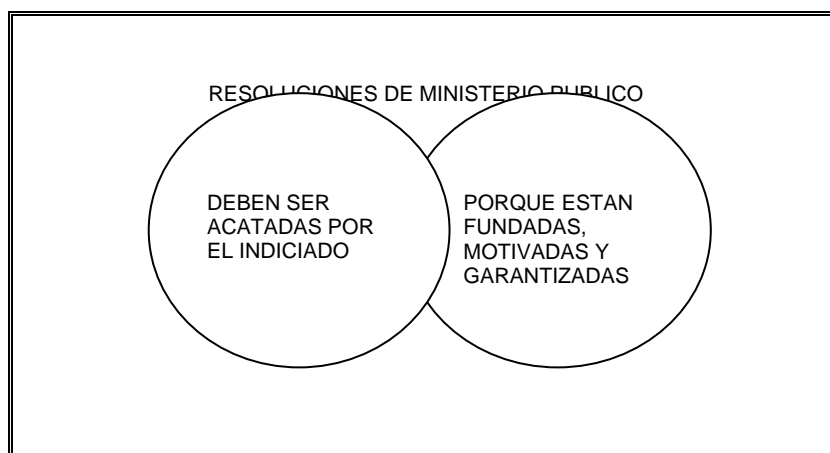 RESOLUCIONES DE MINISTERIO PUBLICO
DEBEN SER
ACATADAS POR
EL INDICIADO
PORQUE ESTAN
FUNDADAS,
MOTIVADAS Y
GARANTIZADAS